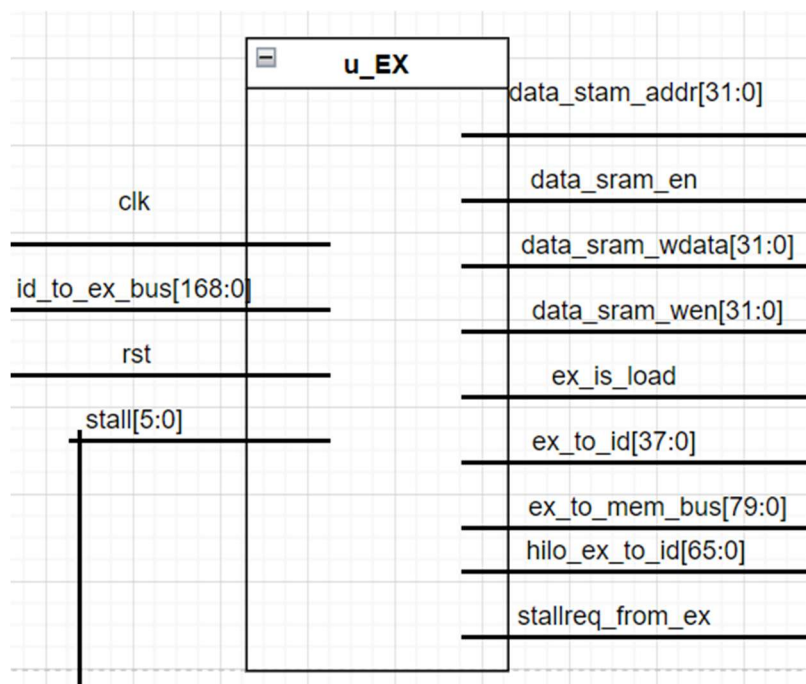 u_EX
clk
id_to_ex_bus[168:0]
rst
stall[5:0]
data_stam_addr[31:0]
data_sram_en
data_sram_wdata[31:0]
data_sram_wen[31:0]
ex_is_load
ex_to_id[37:0]
ex_to_mem_bus[79:0]
hilo_ex_to_id[65:0]
stallreq_from_ex